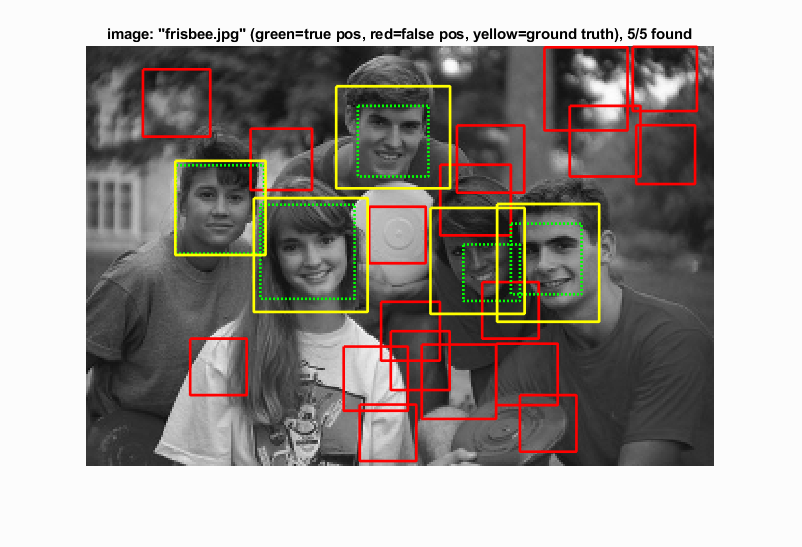 image: "frisbee.jpg" (green=true pos, red=false pos, yellow=ground truth), 5/5 found